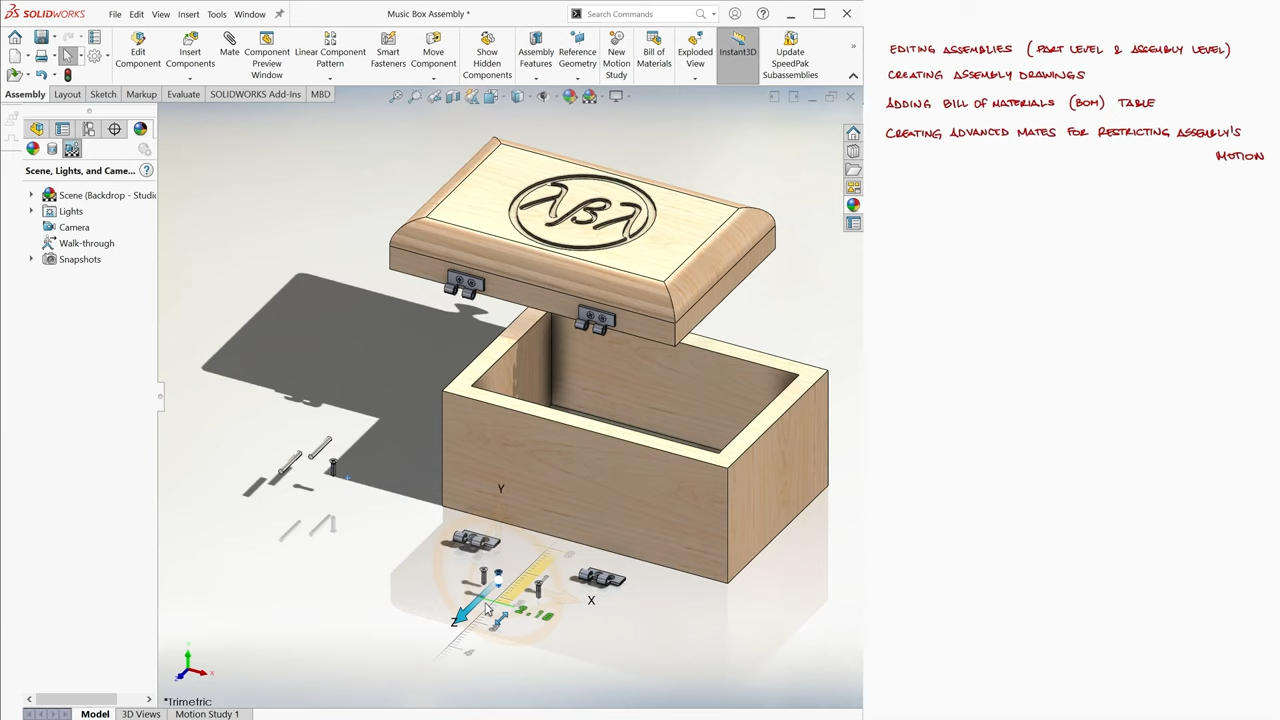 SOLIDWORKS
File
Edit
View
Insert
Tools
Window
Music Box Assembly *
Search Commands
Edit
Component
Insert
Components
Mate
Component
Preview
Window
Linear Component
Pattern
Smart
Fasteners
Move
Component
Show
Hidden
Components
Assembly
Features
Reference
Geometry
New
Motion
Study
Bill of
Materials
Exploded
View
Instant3D
Update
SpeedPak
Subassemblies
Assembly
Layout
Sketch
Markup
Evaluate
SOLIDWORKS Add-Ins
MBD
Scene, Lights, and Came...
Scene (Backdrop - Studi
Lights
Camera
Walk-through
Snapshots
λβλ
Y
X
Z
2.10
*Trimetric
Model
3D Views
Motion Study 1
EDITING ASSEMBLIES (PART LEVEL & ASSEMBLY LEVEL)
CREATING ASSEMBLY DRAWINGS
ADDING BILL OF MATERIALS (BOM) TABLE
CREATING ADVANCED MATES FOR RESTRICTING ASSEMBLY'S
MOTION